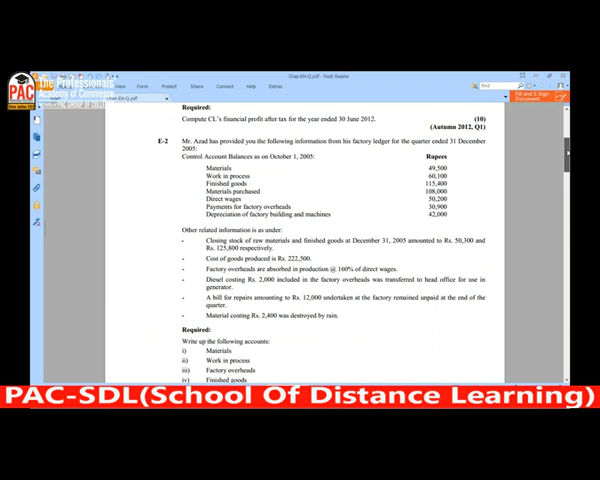 PAC
The Professionals'
Academy of Commerce
Chap-EH-Q.pdf - Foxit Reader
View Form Protect Share Connect Help Extras
Find
Fill and E-Sign
Document
Required:
Compute CL's financial profit after tax for the year ended 30 June 2012. (10)
(Autumn 2012, Q1)
E-2 Mr. Azad has provided you the following information from his factory ledger for the quarter ended 31 December
2005:
Control Account Balances as on October 1, 2005: Rupees
Materials 49,500
Work in process 60,100
Finished goods 115,400
Materials purchased 108,000
Direct wages 50,200
Payments for factory overheads 30,900
Depreciation of factory building and machines 42,000
Other related information is as under:
- Closing stock of raw materials and finished goods at December 31, 2005 amounted to Rs. 50,300 and
Rs. 125,800 respectively.
- Cost of goods produced is Rs. 222,500.
- Factory overheads are absorbed in production @ 160% of direct wages.
- Diesel costing Rs. 2,000 included in the factory overheads was transferred to head office for use in
generator.
- A bill for repairs amounting to Rs. 12,000 undertaken at the factory remained unpaid at the end of the
quarter.
- Material costing Rs. 2,400 was destroyed by rain.
Required:
Write up the following accounts:
i) Materials
ii) Work in process
iii) Factory overheads
iv) Finished goods
PAC-SDL(School Of Distance Learning)